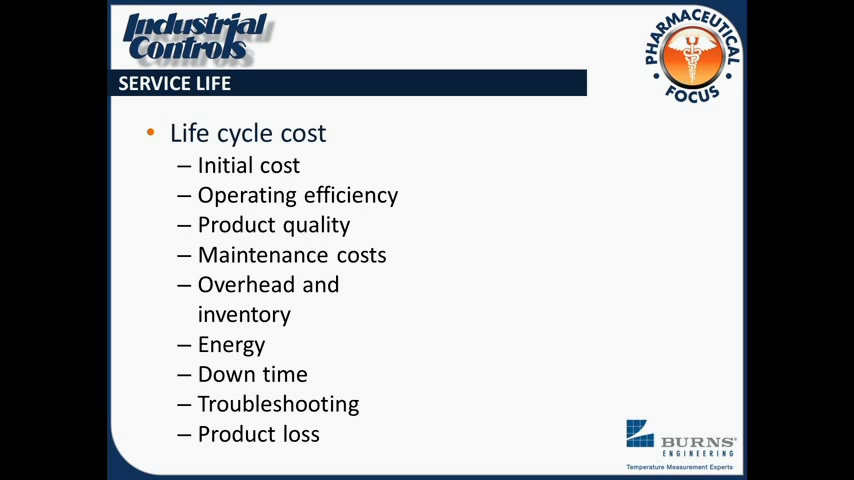 Industrial
Controls
PHARMACEUTICAL
FOCUS
SERVICE LIFE
• Life cycle cost
– Initial cost
– Operating efficiency
– Product quality
– Maintenance costs
– Overhead and
inventory
– Energy
– Down time
– Troubleshooting
– Product loss
BURNS®
ENGINEERING
Temperature Measurement Experts